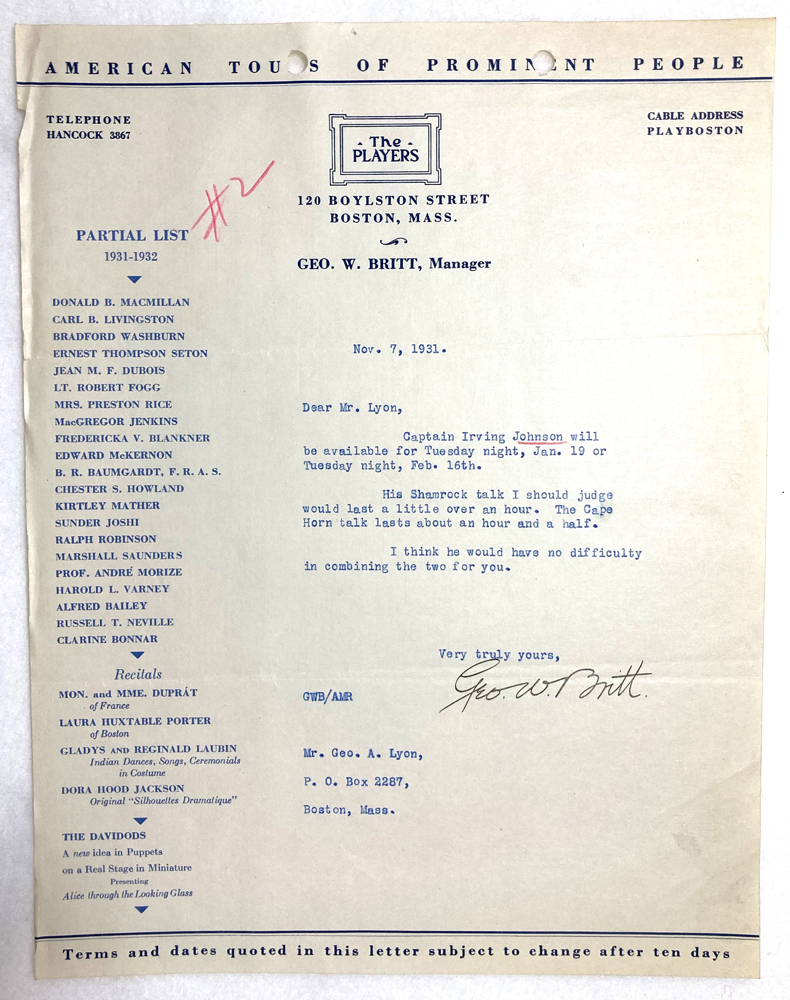 AMERICAN TOURS OF PROMINENT PEOPLE
TELEPHONE
HANCOCK 3867
The
PLAYERS
CABLE ADDRESS
PLAYBOSTON
120 BOYLSTON STREET
BOSTON, MASS.
GEO. W. BRITT, Manager
#2
PARTIAL LIST
1931-1932
DONALD B. MACMILLAN
CARL B. LIVINGSTON
BRADFORD WASHBURN
ERNEST THOMPSON SETON
JEAN M. F. DUBOIS
LT. ROBERT FOGG
MRS. PRESTON RICE
MacGREGOR JENKINS
FREDERICKA V. BLANKNER
EDWARD McKERNON
B. R. BAUMGARDT, F. R. A. S.
CHESTER S. HOWLAND
KIRTLEY MATHER
SUNDER JOSHI
RALPH ROBINSON
MARSHALL SAUNDERS
PROF. ANDRÉ MORIZE
HAROLD L. VARNEY
ALFRED BAILEY
RUSSELL T. NEVILLE
CLARINE BONNAR
Recitals
MON. and MME. DUPRÁT
of France
LAURA HUXTABLE PORTER
of Boston
GLADYS AND REGINALD LAUBIN
Indian Dances, Songs, Ceremonials
in Costume
DORA HOOD JACKSON
Original "Silhouettes Dramatique"
THE DAVIDODS
A new idea in Puppets
on a Real Stage in Miniature
Presenting
Alice through the Looking Glass
Nov. 7, 1931.
Dear Mr. Lyon,
Captain Irving Johnson will
be available for Tuesday night, Jan. 19 or
Tuesday night, Feb. 16th.
His Shamrock talk I should judge
would last a little over an hour. The Cape
Horn talk lasts about an hour and a half.
I think he would have no difficulty
in combining the two for you.
Very truly yours,
Geo. W. Britt.
GWB/AMR
Mr. Geo. A. Lyon,
P. O. Box 2287,
Boston, Mass.
Terms and dates quoted in this letter subject to change after ten days